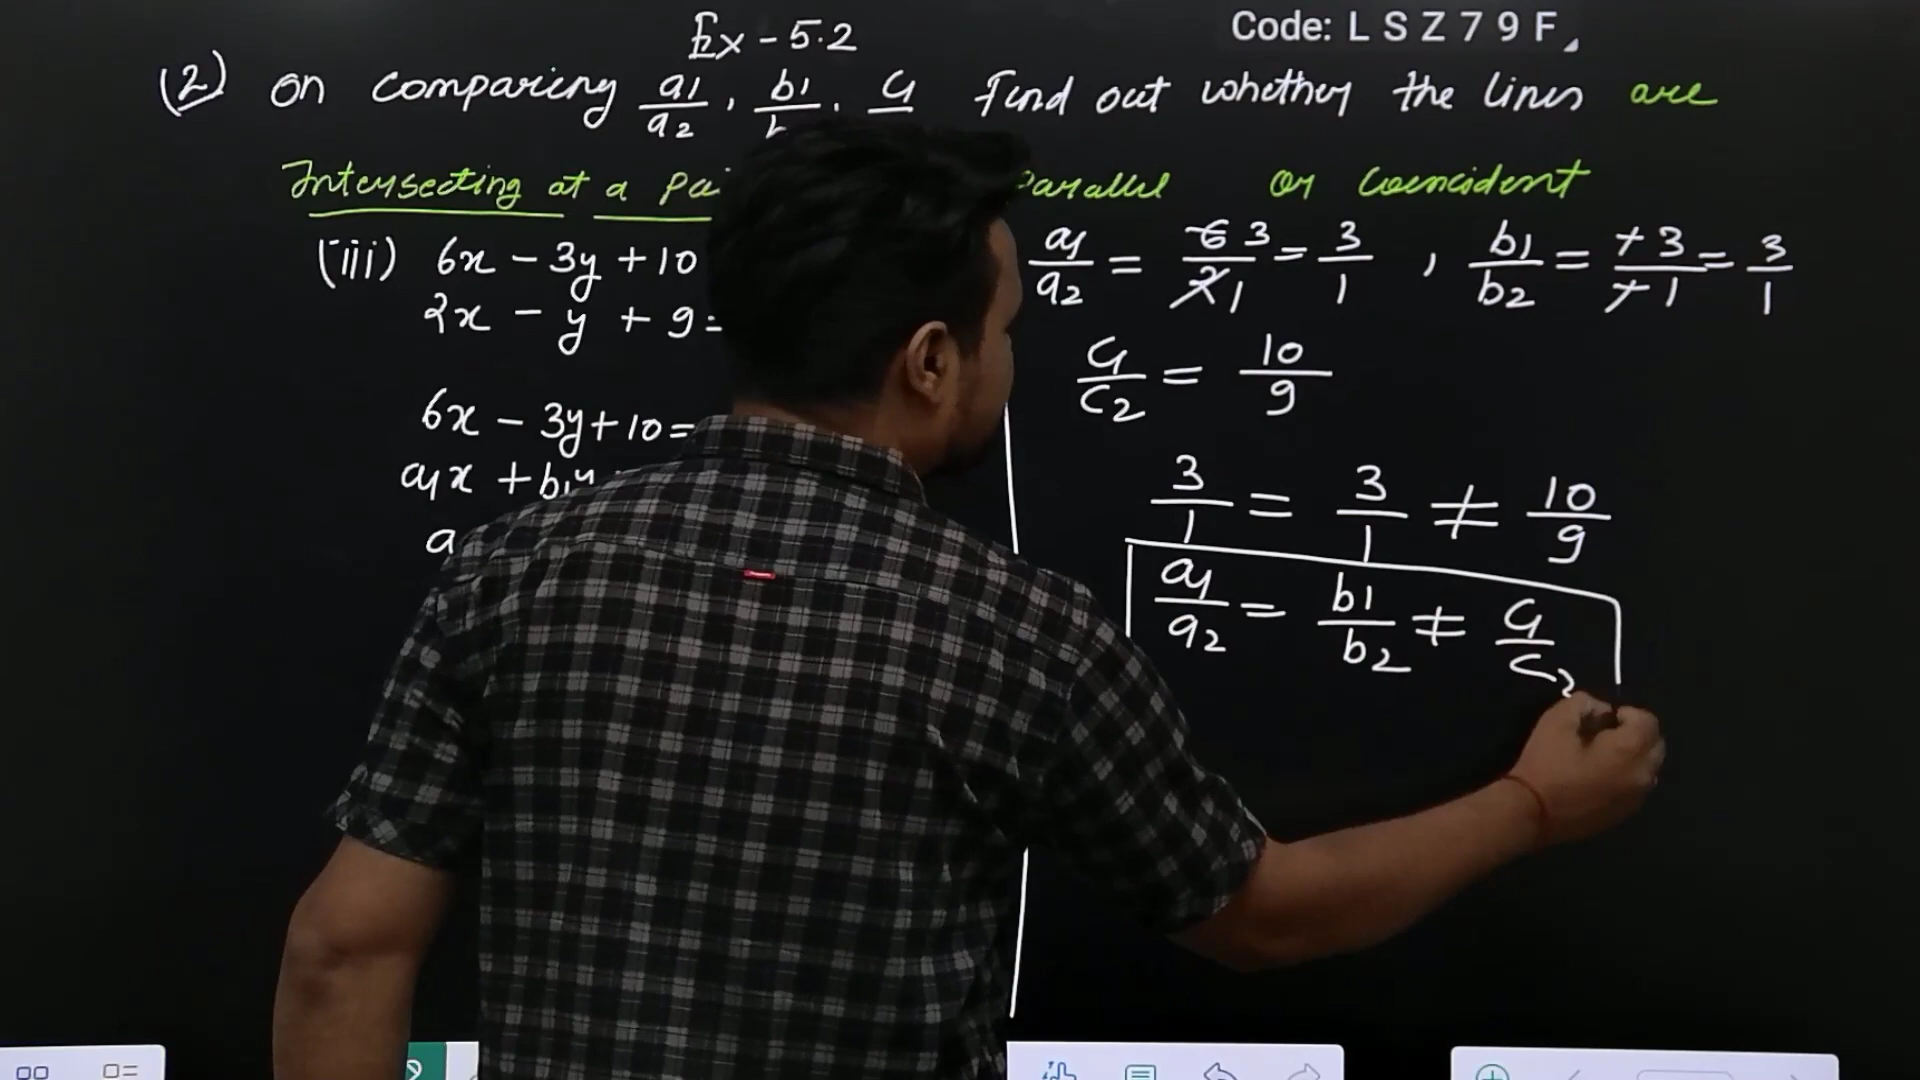 Ex - 5.2
Code: L S Z 7 9 F
(2) on comparing a1/a2, b1/b, c1 Find out whether the lines are
Intersecting at a parallel or coincident
(iii) 6x - 3y + 10
2x - y + 9 =
6x - 3y + 10 =
a1x + b1y
a
a1/a2 = 6 3/2 1 = 3/1 , b1/b2 = +3/+1 = 3/1
c1/c2 = 10/9
3/1 = 3/1 ≠ 10/9
a1/a2 = b1/b2 ≠ c1/c2